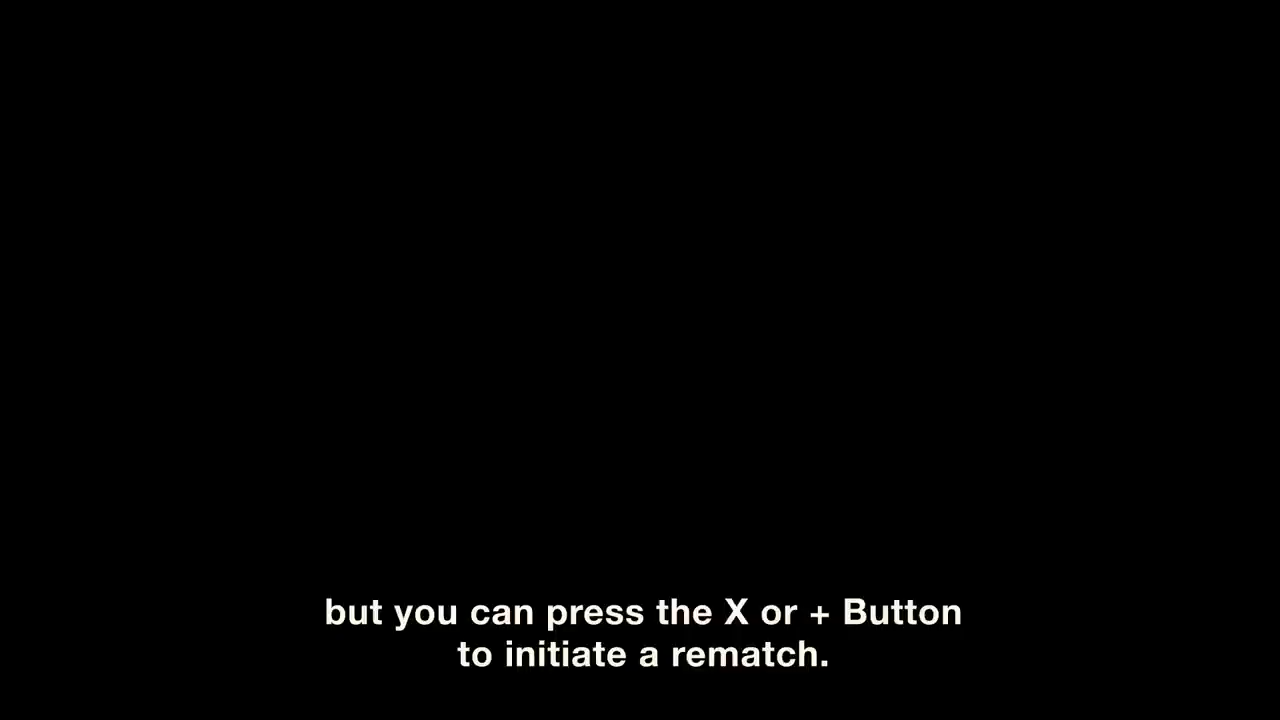 but you can press the X or + Button
to initiate a rematch.